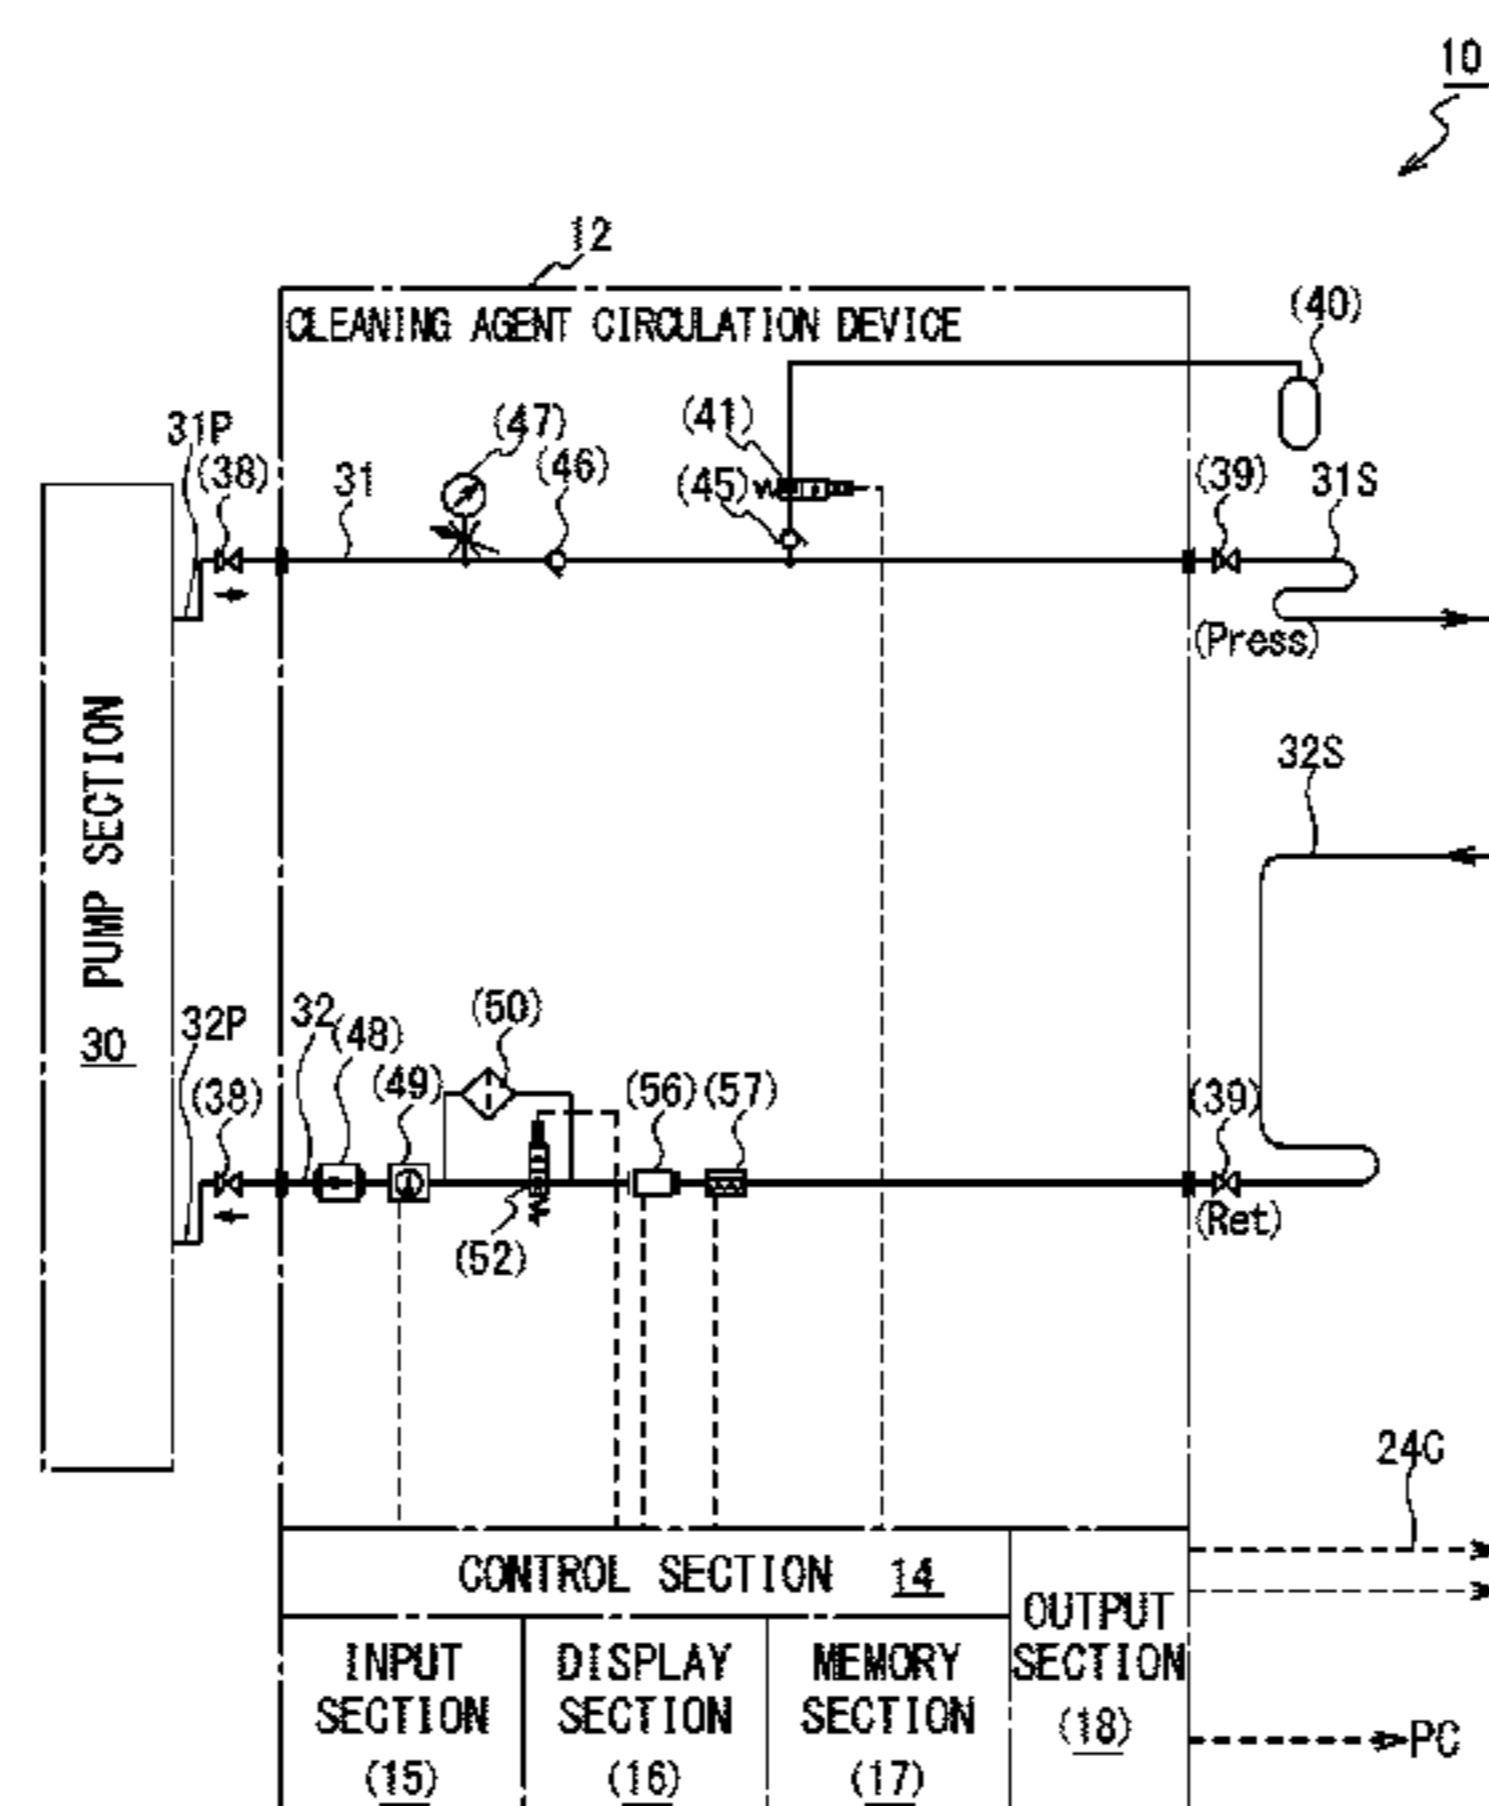 10
12
CLEANING AGENT CIRCULATION DEVICE
(40)
31P
(38)
31
(47)
(46)
(41)
(45)
(39)
31S
(Press)
32S
PUMP SECTION
30
32P
(38)
32
(48)
(49)
(50)
(52)
(56)
(57)
(39)
(Ret)
24C
CONTROL SECTION 14
OUTPUT
SECTION
(18)
INPUT
SECTION
(15)
DISPLAY
SECTION
(16)
MEMORY
SECTION
(17)
PC